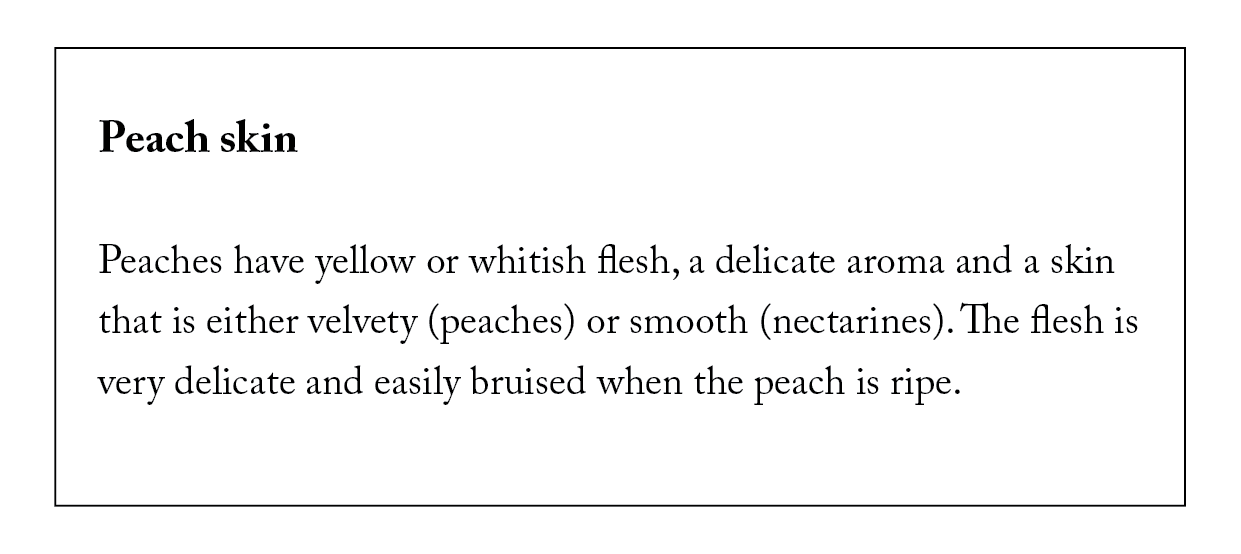 Peach skin
Peaches have yellow or whitish flesh, a delicate aroma and a skin
that is either velvety (peaches) or smooth (nectarines). The flesh is
very delicate and easily bruised when the peach is ripe.